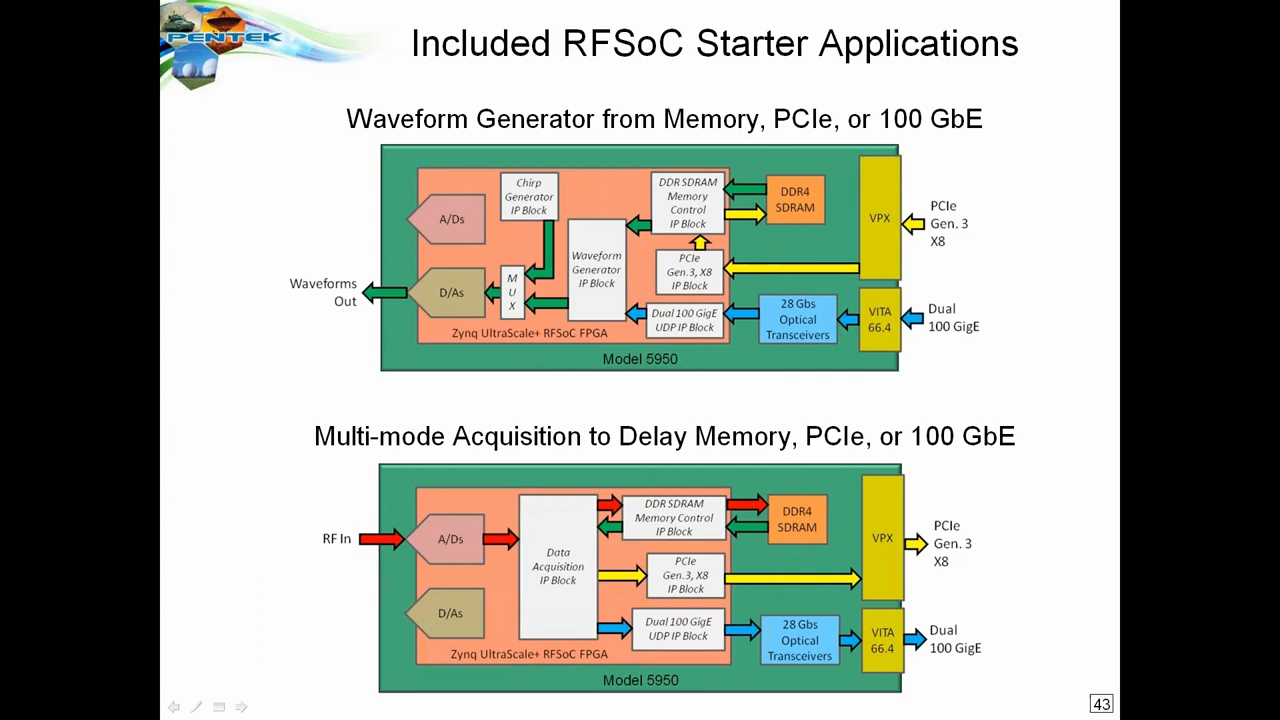 PENTEK
Included RFSoC Starter Applications
Waveform Generator from Memory, PCIe, or 100 GbE
Chirp
Generator
IP Block
DDR SDRAM
Memory
Control
IP Block
DDR4
SDRAM
A/Ds
VPX
PCIe
Gen. 3
X8
Waveform
Generator
IP Block
PCIe
Gen.3, X8
IP Block
Waveforms
Out
D/As
M
U
X
Dual 100 GigE
UDP IP Block
28 Gbs
Optical
Transceivers
VITA
66.4
Dual
100 GigE
Zynq UltraScale+ RFSoC FPGA
Model 5950
Multi-mode Acquisition to Delay Memory, PCIe, or 100 GbE
DDR SDRAM
Memory Control
IP Block
DDR4
SDRAM
RF In
A/Ds
Data
Acquisition
IP Block
VPX
PCIe
Gen. 3
X8
PCIe
Gen.3, X8
IP Block
D/As
Dual 100 GigE
UDP IP Block
28 Gbs
Optical
Transceivers
VITA
66.4
Dual
100 GigE
Zynq UltraScale+ RFSoC FPGA
Model 5950
43